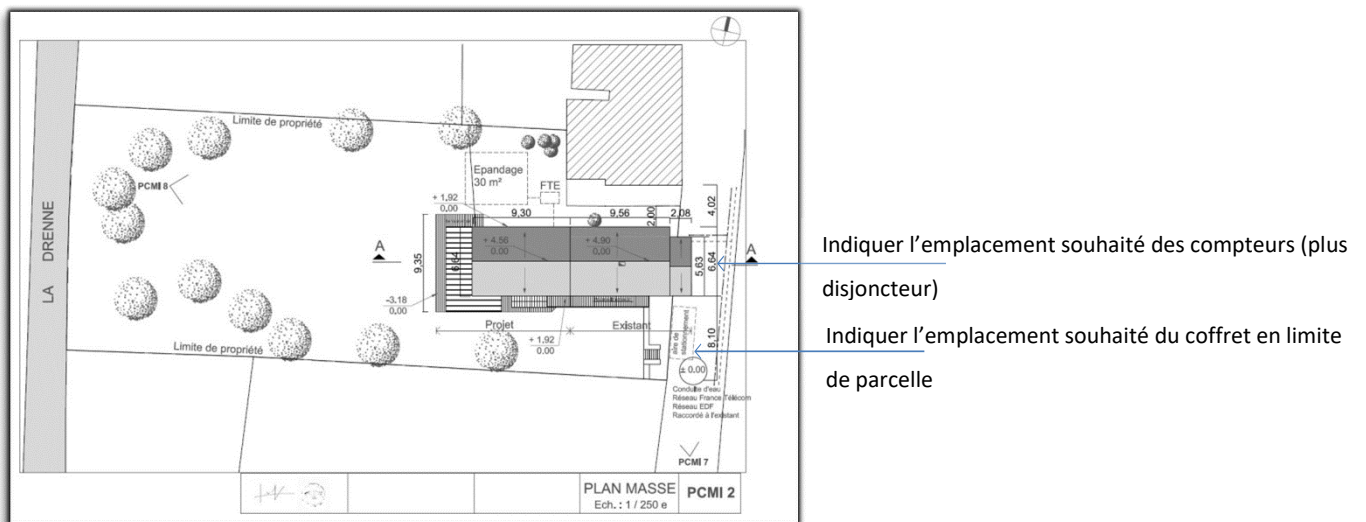 Limite de propriété
PCMI 8
Epandage
30 m²
FTE
+ 1,92
0.00
9,30
9,56
2,00
2,08
4,02
LA DRENNE
A
9,35
6,64
+ 4.56
0.00
+ 4.90
0.00
5,63
6,64
A
-3.18
0.00
Projet
Existant
+ 1.92
0.00
aire de
stationnement
8,10
Limite de propriété
± 0.00
Conduite d'eau
Réseau France Télécom
Réseau EDF
Raccordé à l'existant
PCMI 7
PLAN MASSE
Ech. : 1 / 250 e
PCMI 2
Indiquer l’emplacement souhaité des compteurs (plus
disjoncteur)
Indiquer l’emplacement souhaité du coffret en limite
de parcelle